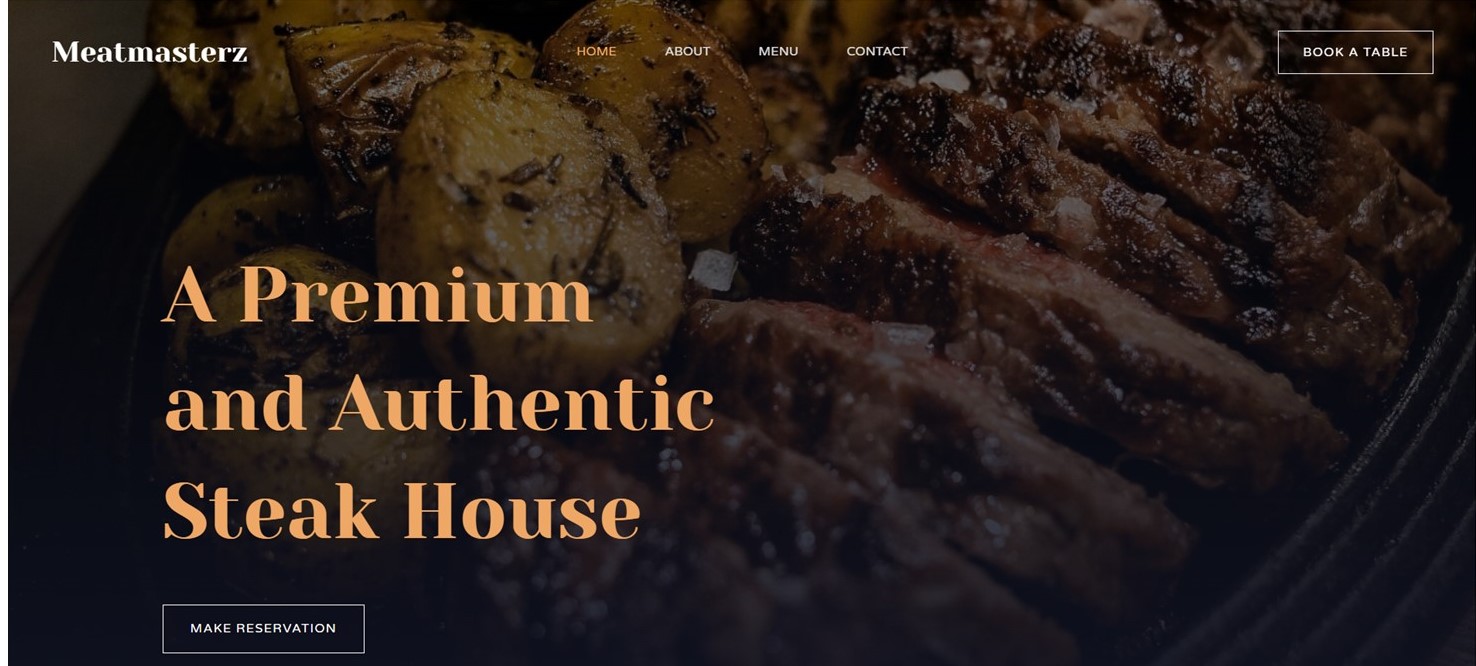 Meatmasterz
HOME ABOUT MENU CONTACT
BOOK A TABLE
A Premium
and Authentic
Steak House
MAKE RESERVATION